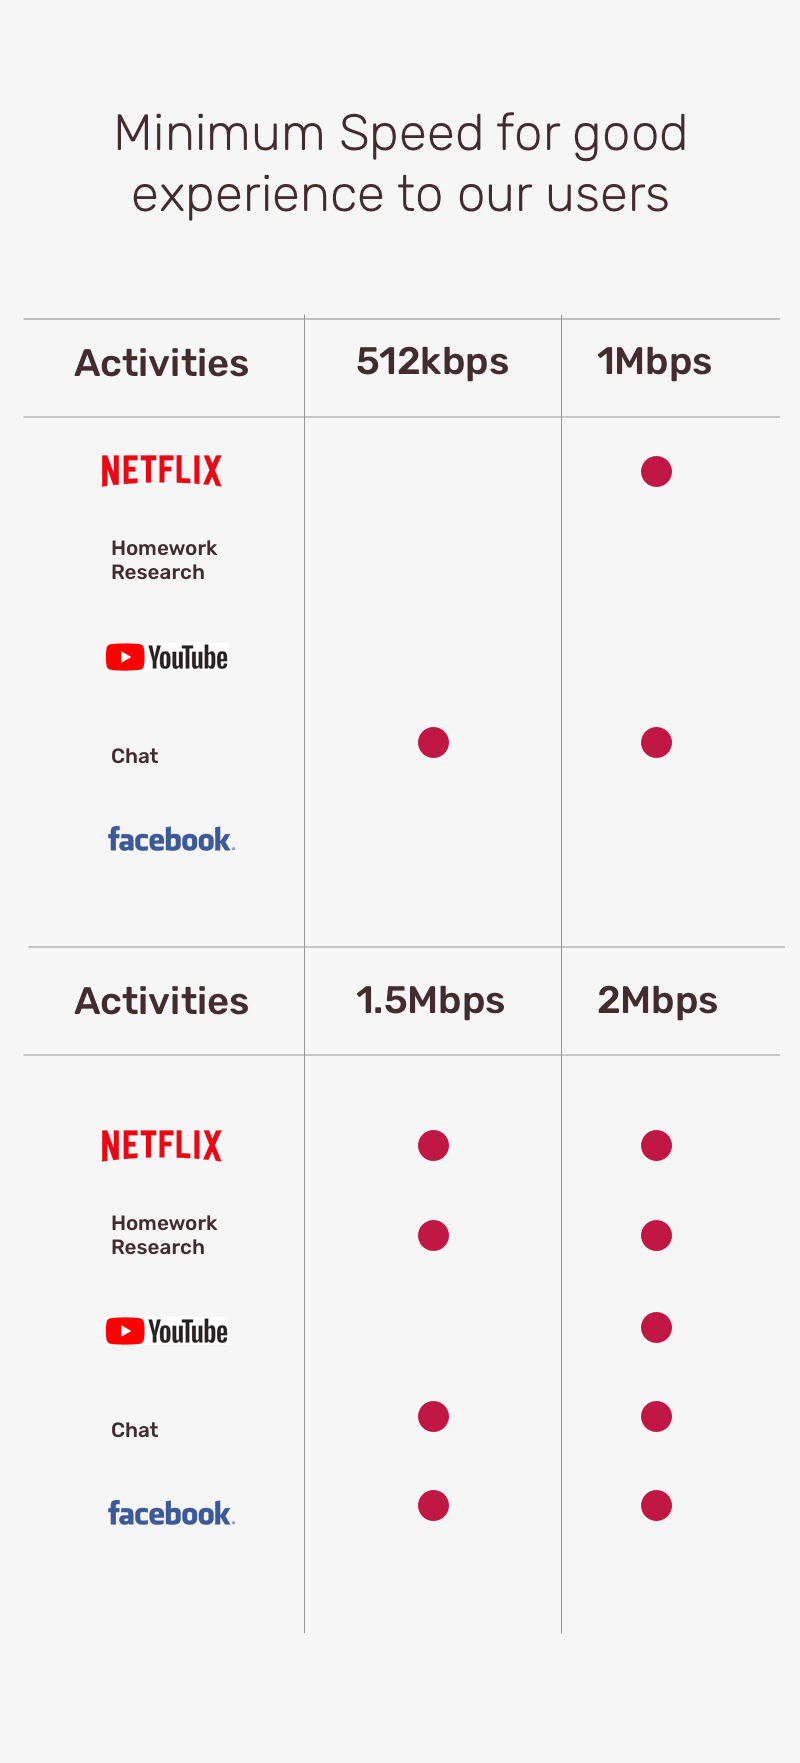 Minimum Speed for good
experience to our users
Activities 512kbps 1Mbps
NETFLIX
Homework
Research
YouTube
Chat
facebook.
Activities 1.5Mbps 2Mbps
NETFLIX
Homework
Research
YouTube
Chat
facebook.